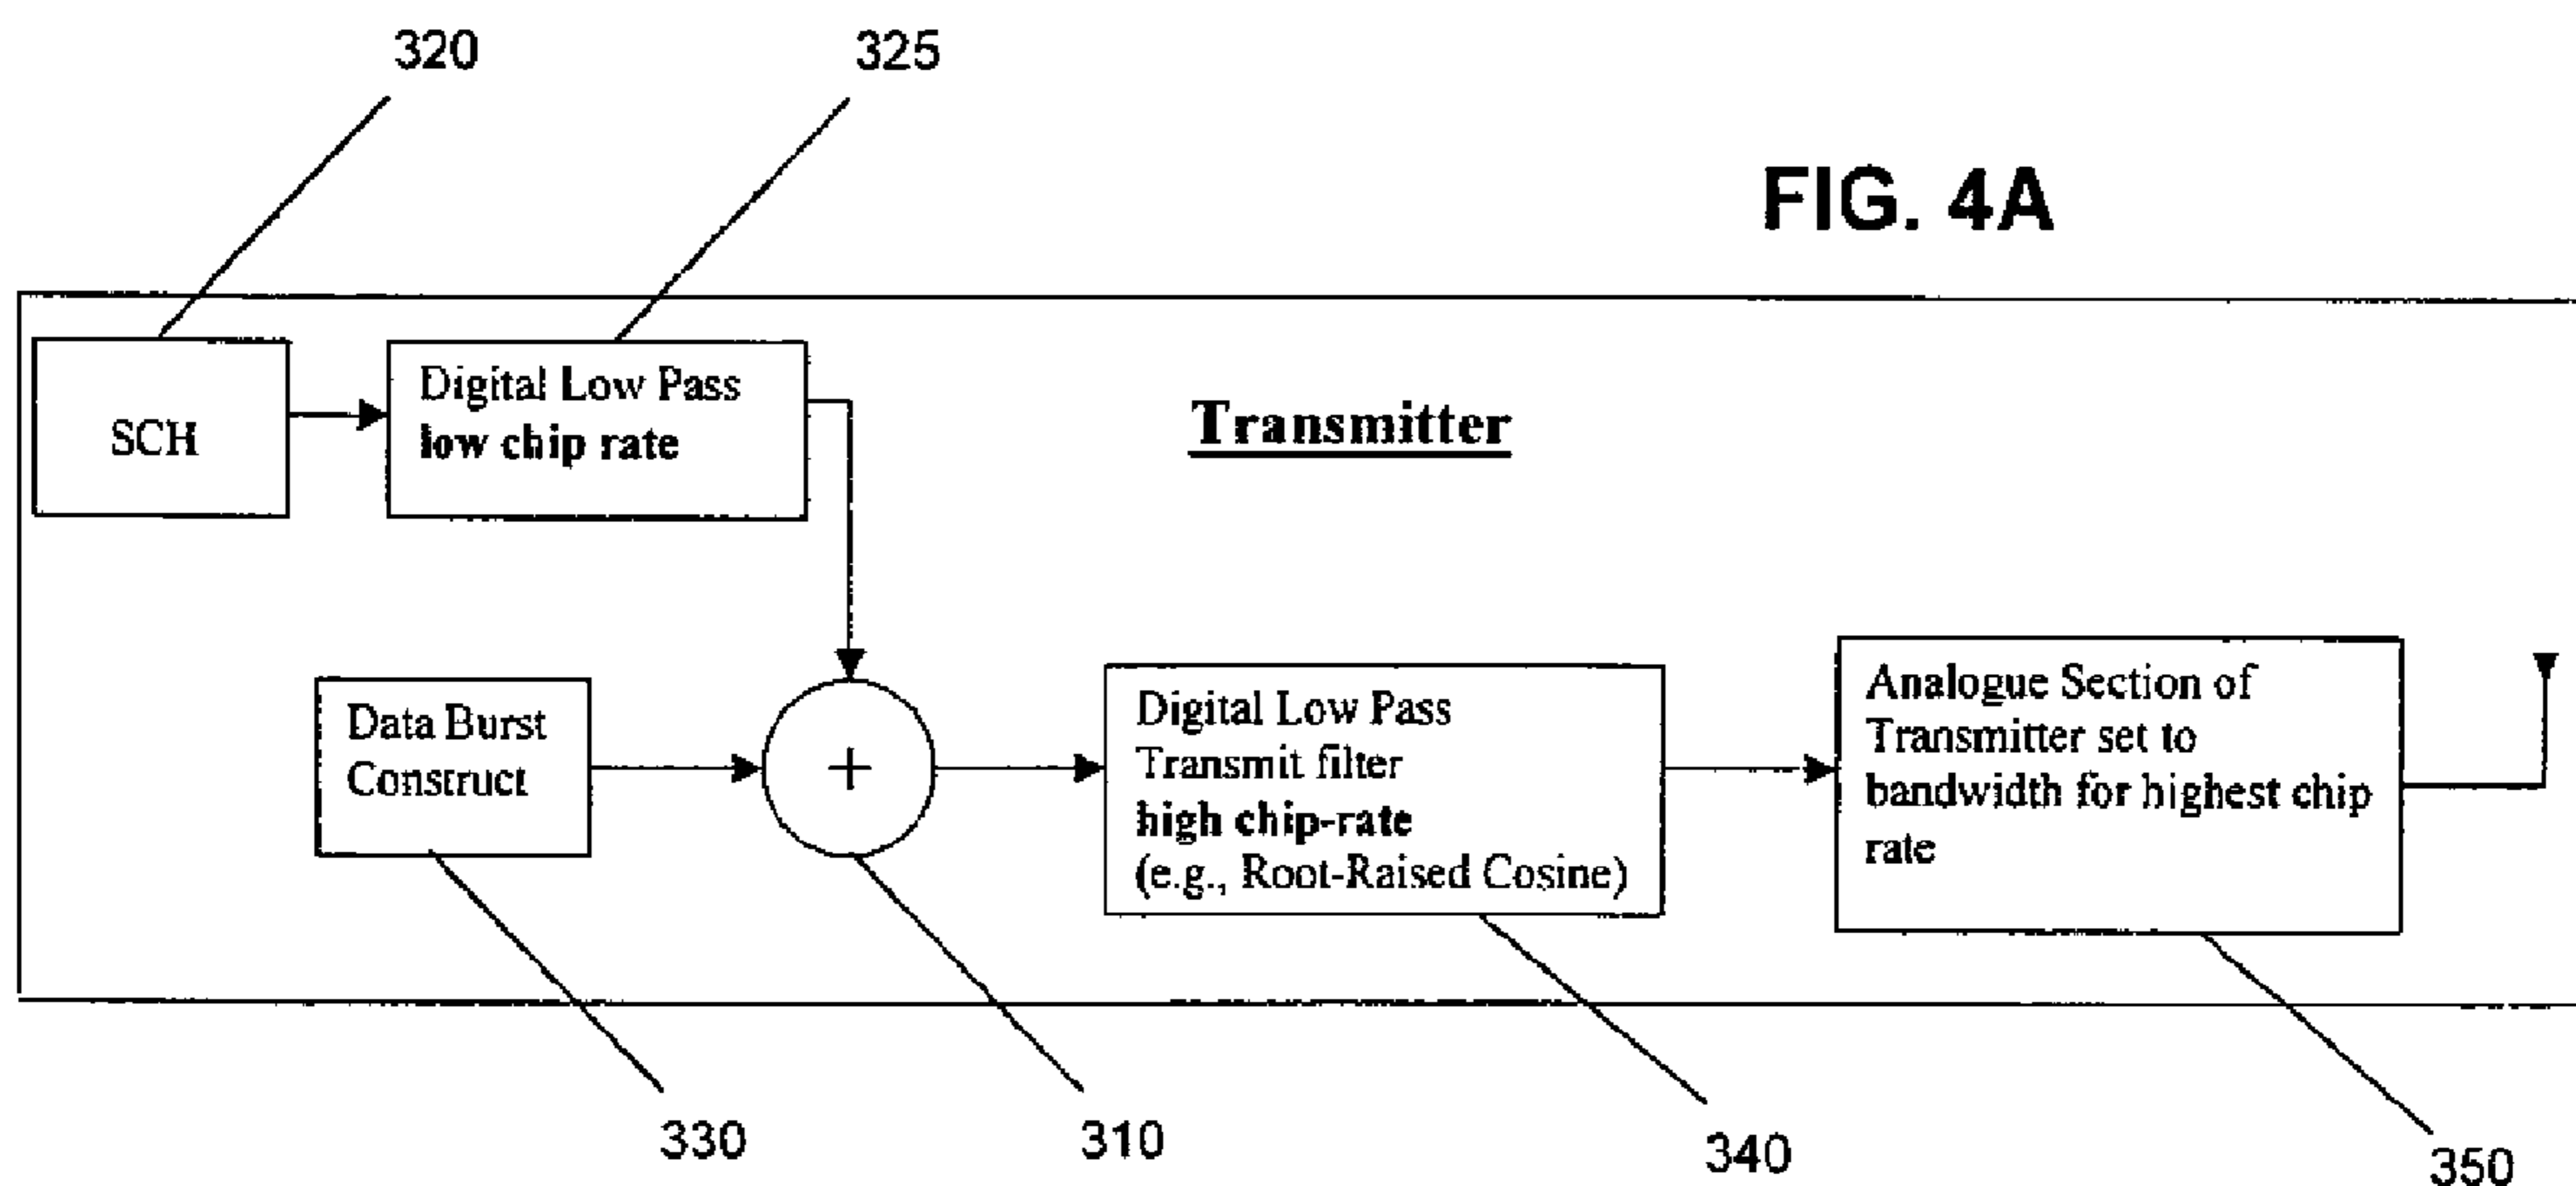 320
325
FIG. 4A
SCH
Digital Low Pass
low chip rate
Transmitter
Data Burst
Construct
+
Digital Low Pass
Transmit filter
high chip-rate
(e.g., Root-Raised Cosine)
Analogue Section of
Transmitter set to
bandwidth for highest chip
rate
330
310
340
350